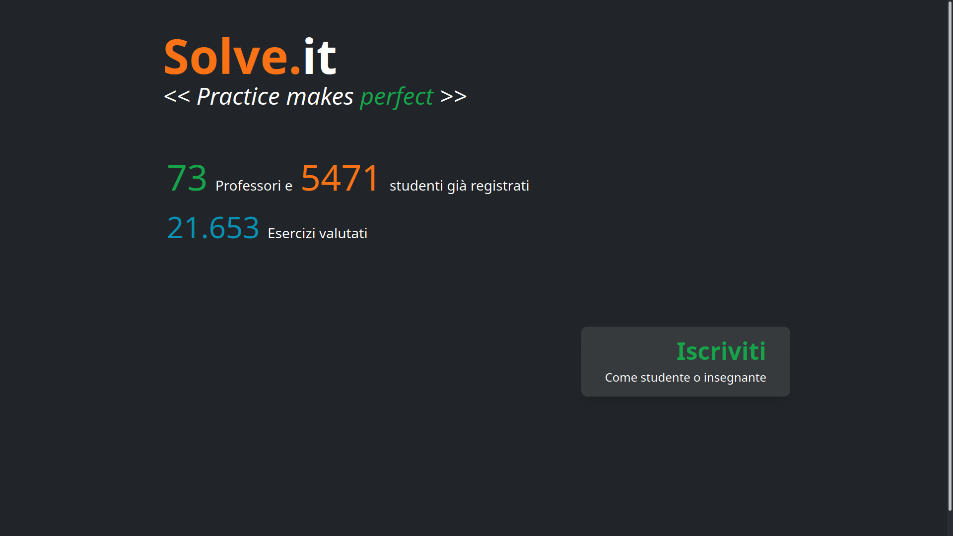 Solve.it
<< Practice makes perfect >>
73 Professori e 5471 studenti già registrati
21.653 Esercizi valutati
Iscriviti
Come studente o insegnante